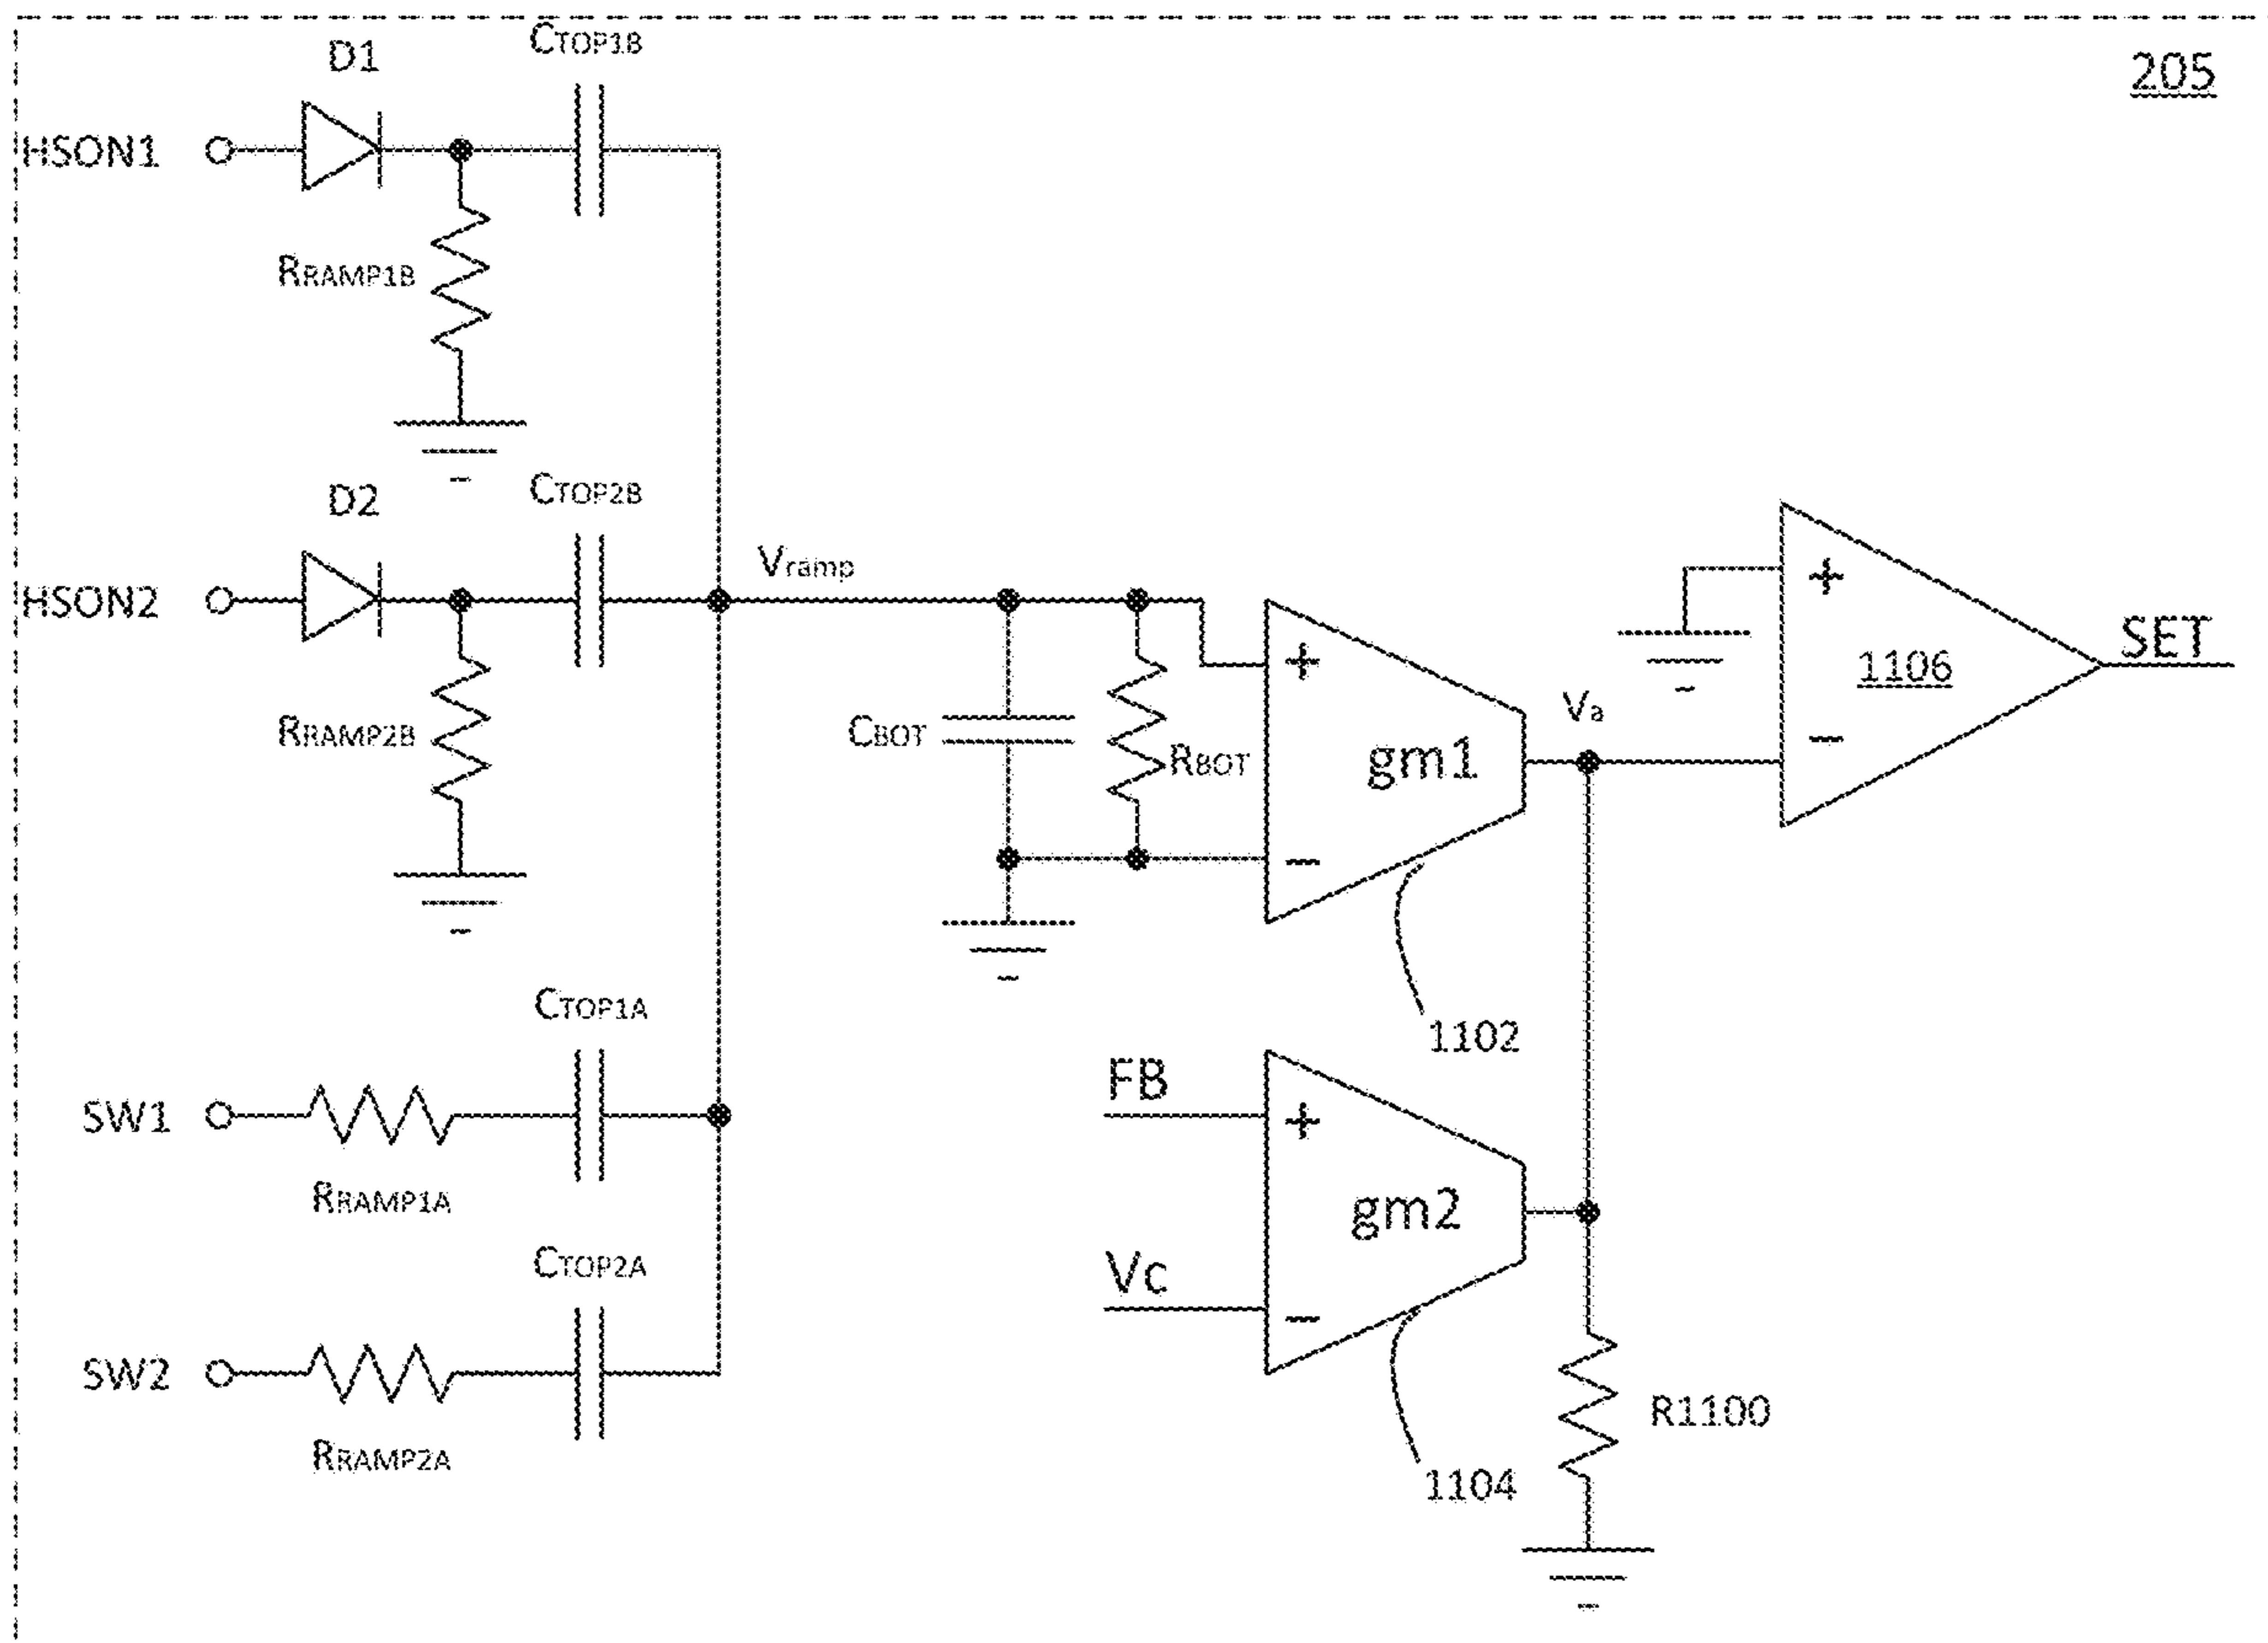 CTOP1B
D1
205
HSON1
RRAMP1B
CTOP2B
D2
HSON2
Vramp
+
SET
1106
+
Va
RRAMP2B
CBOT
RBOT
gm1
−
−
CTOP1A
1102
FB
SW1
+
RRAMP1A
gm2
CTOP2A
Vc
−
SW2
R1100
RRAMP2A
1104